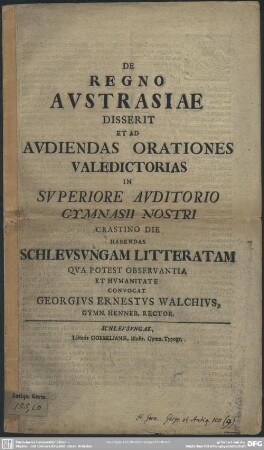 DE
REGNO
AVSTRASIAE
DISSERIT
ET AD
AVDIENDAS ORATIONES
VALEDICTORIAS
IN
SVPERIORE AVDITORIO
GYMNASII NOSTRI
CRASTINO DIE
HABENDAS
SCHLEVSVNGAM LITTERATAM
QVA POTEST OBSERVANTIA
ET HVMANITATE
CONVOCAT
GEORGIVS ERNESTVS WALCHIVS,
GYMN. HENNEB. RECTOR.
SCHLEVSVNGAE,
Litteris GOEBELIANIS, Illustr. Gymn. Typogr.